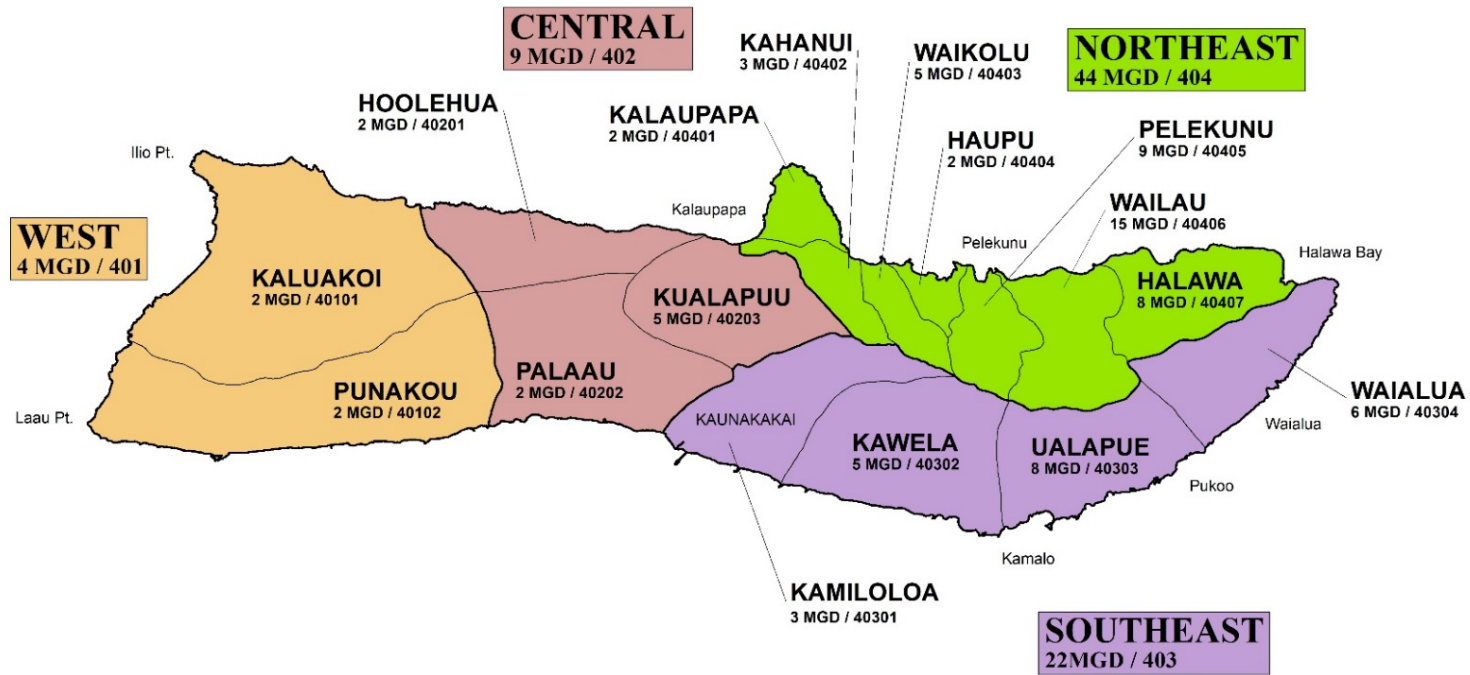 CENTRAL
9 MGD / 402
KAHANUI
3 MGD / 40402
WAIKOLU
5 MGD / 40403
NORTHEAST
44 MGD / 404
HOOLEHUA
2 MGD / 40201
KALAUPAPA
2 MGD / 40401
HAUPU
2 MGD / 40404
PELEKUNU
9 MGD / 40405
Ilio Pt.
WAILAU
15 MGD / 40406
Kalaupapa
Pelekunu
Halawa Bay
WEST
4 MGD / 401
KALUAKOI
2 MGD / 40101
KUALAPUU
5 MGD / 40203
HALAWA
8 MGD / 40407
PUNAKOU
2 MGD / 40102
PALAAU
2 MGD / 40202
WAIALUA
6 MGD / 40304
Laau Pt.
KAUNAKAKAI
KAWELA
5 MGD / 40302
UALAPUE
8 MGD / 40303
Waialua
Pukoo
Kamalo
KAMILOLOA
3 MGD / 40301
SOUTHEAST
22MGD / 403